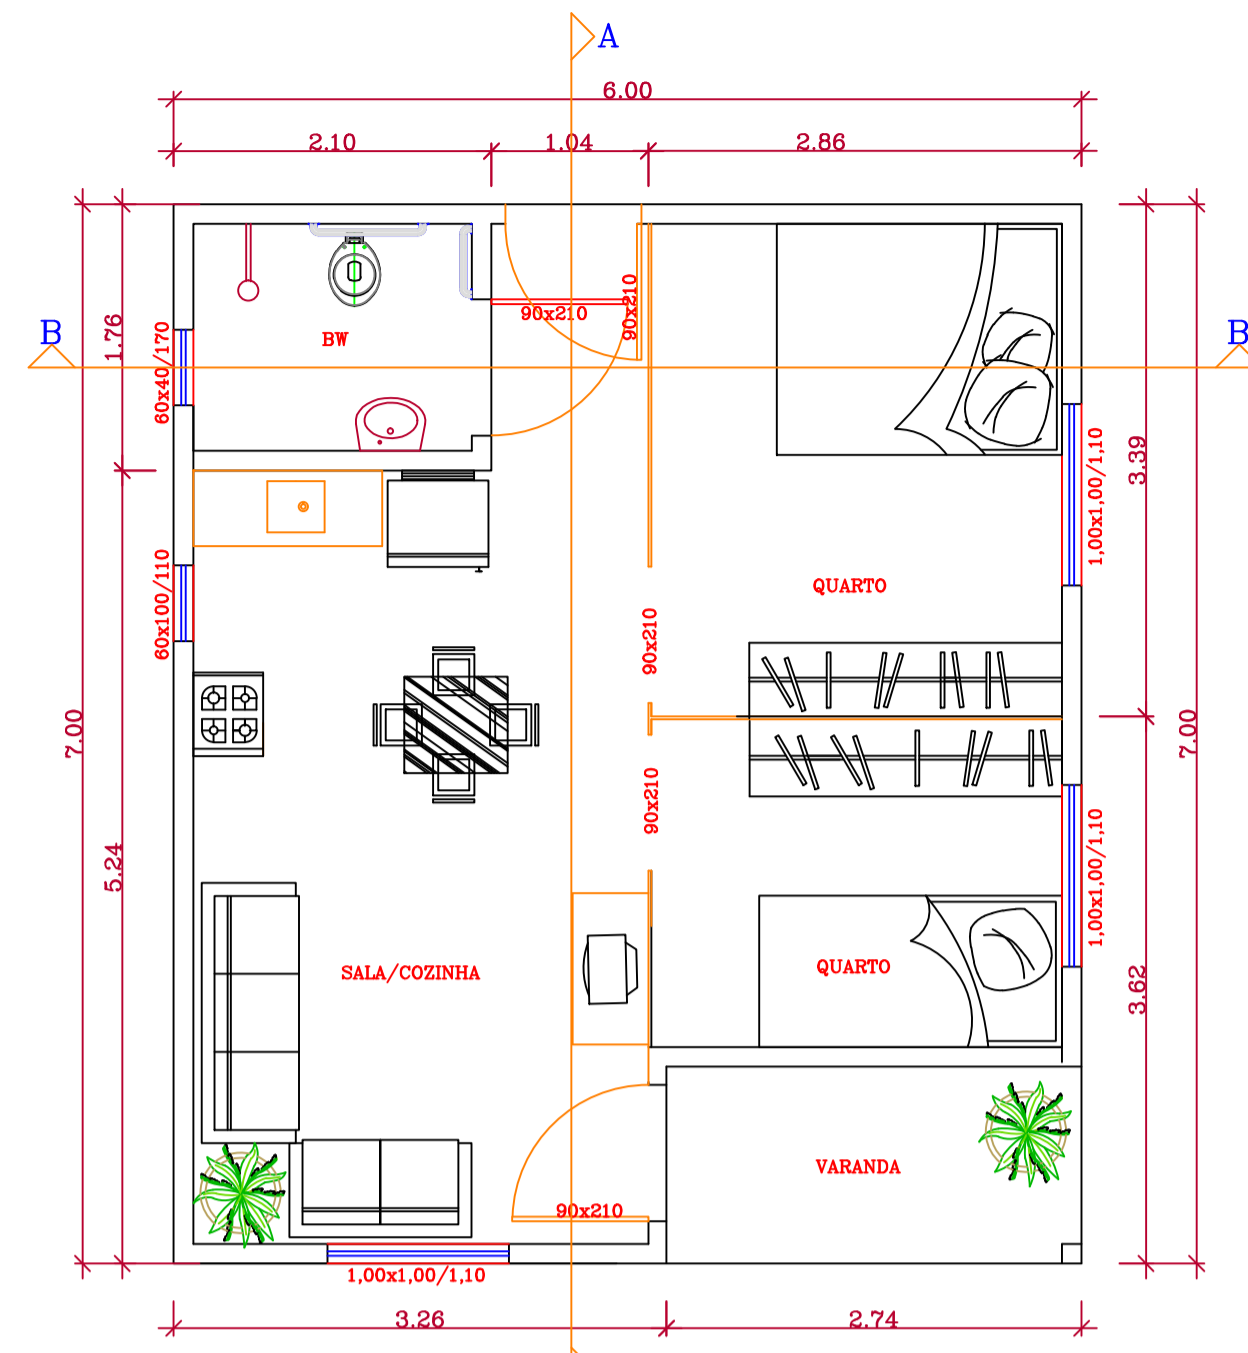 A
6.00
2.10
1.04
2.86
90x210
90x210
B
B
1.76
60x40/170
BW
3.39
1,00x1,00/1,10
60x100/110
QUARTO
90x210
7.00
7.00
90x210
5.24
1,00x1,00/1,10
SALA/COZINHA
QUARTO
3.62
VARANDA
90x210
1,00x1,00/1,10
3.26
2.74